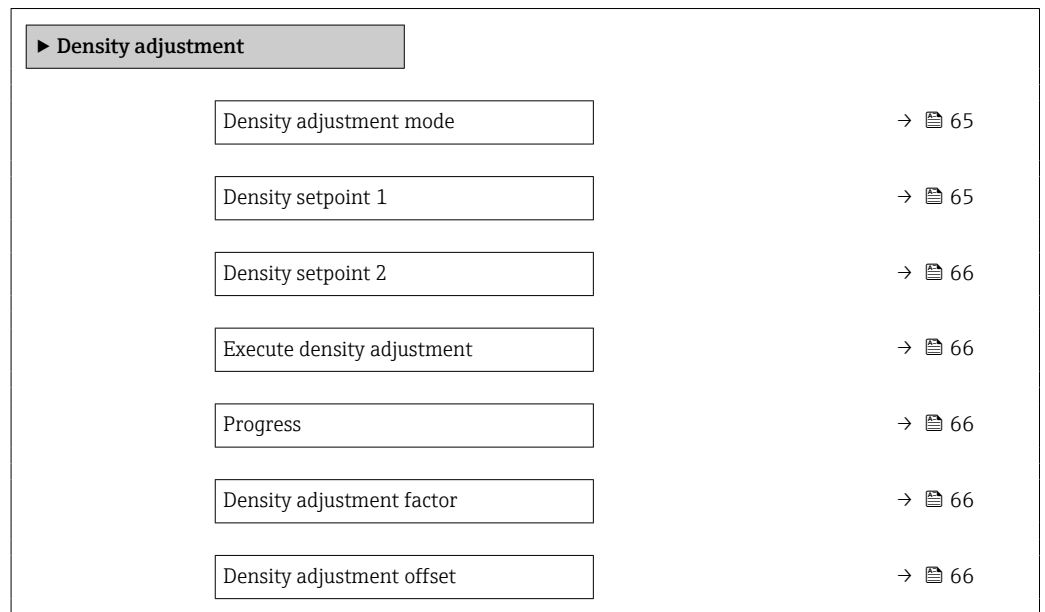 ▶ Density adjustment
Density adjustment mode → 65
Density setpoint 1 → 65
Density setpoint 2 → 66
Execute density adjustment → 66
Progress → 66
Density adjustment factor → 66
Density adjustment offset → 66